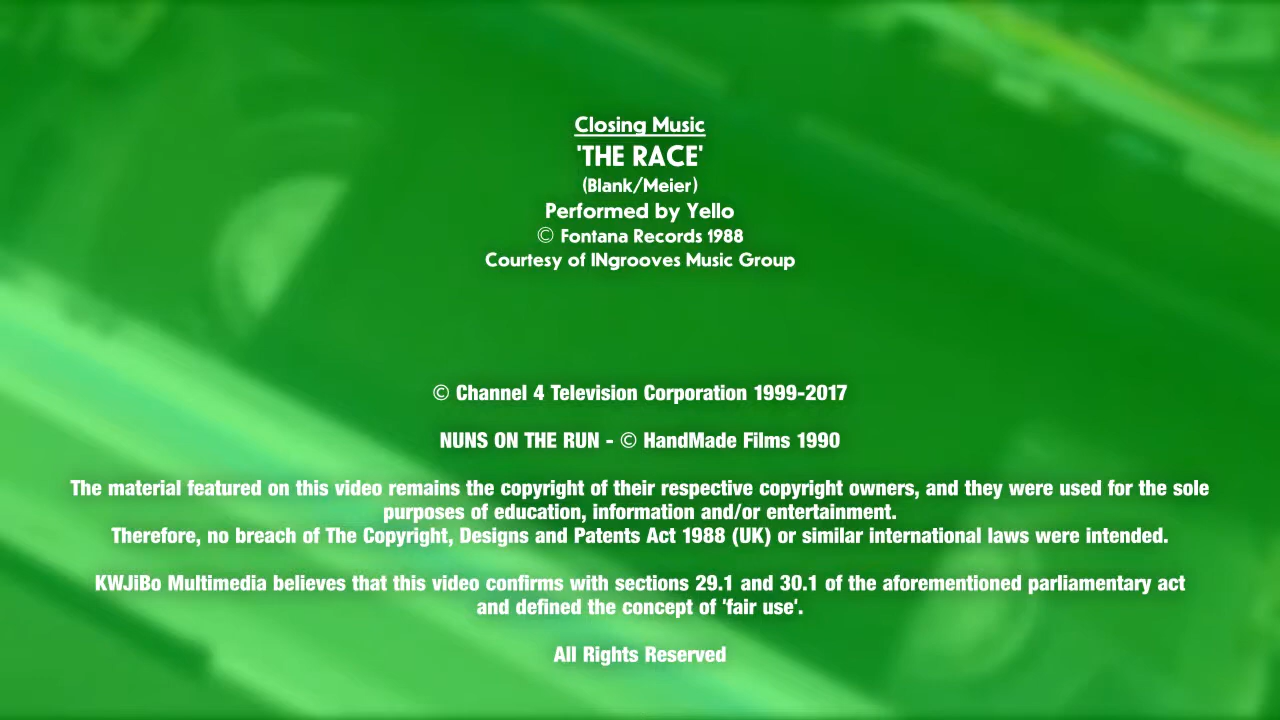 Closing Music
'THE RACE'
(Blank/Meier)
Performed by Yello
© Fontana Records 1988
Courtesy of INgrooves Music Group
© Channel 4 Television Corporation 1999-2017
NUNS ON THE RUN - © HandMade Films 1990
The material featured on this video remains the copyright of their respective copyright owners, and they were used for the sole
purposes of education, information and/or entertainment.
Therefore, no breach of The Copyright, Designs and Patents Act 1988 (UK) or similar international laws were intended.
KWJiBo Multimedia believes that this video confirms with sections 29.1 and 30.1 of the aforementioned parliamentary act
and defined the concept of 'fair use'.
All Rights Reserved